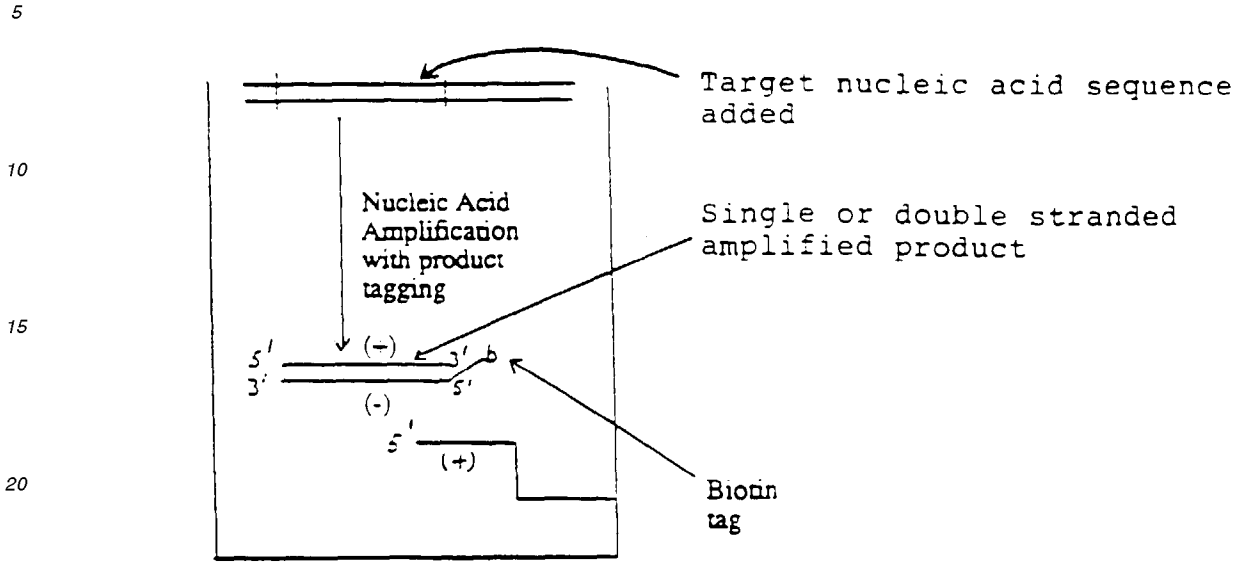 5
Target nucleic acid sequence
added
10
Nucleic Acid
Amplification
with product
tagging
Single or double stranded
amplified product
15
5' (+) 3' b
3' 5'
(-)
5'
(+)
20
Biotin
tag